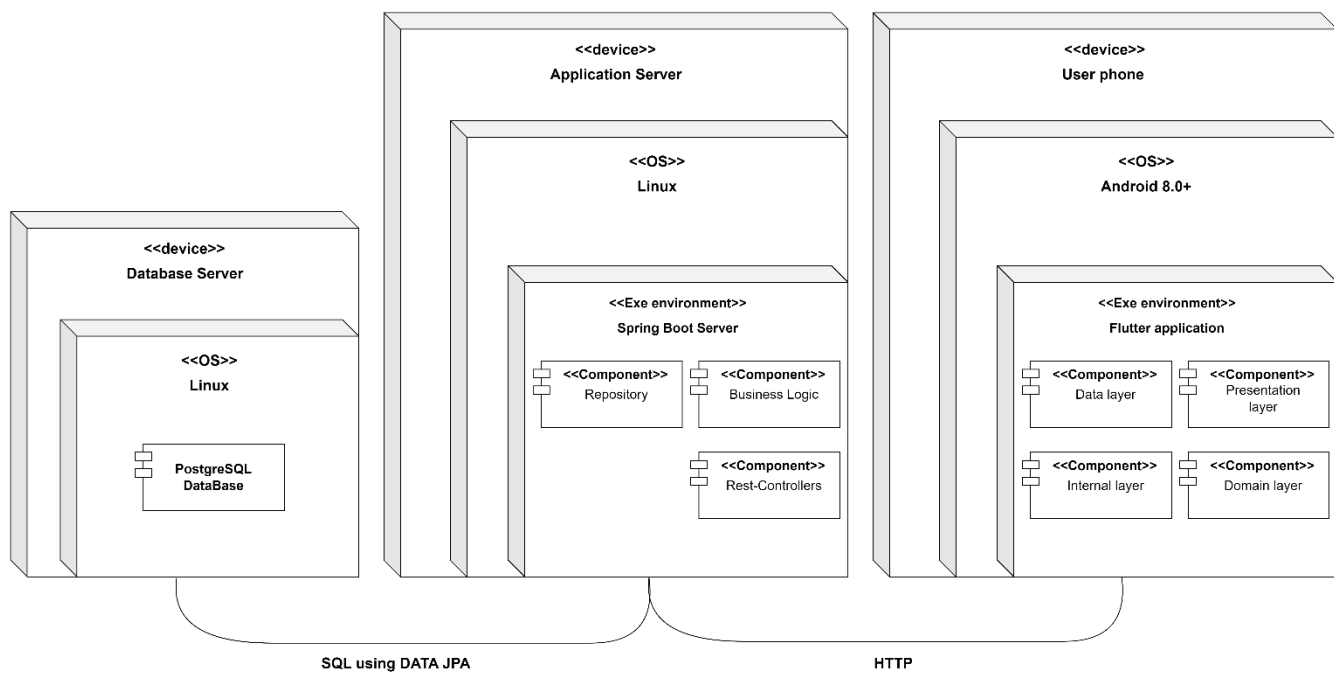 <<device>>
Database Server
<<OS>>
Linux
PostgreSQL
DataBase
<<device>>
Application Server
<<OS>>
Linux
<<Exe environment>>
Spring Boot Server
<<Component>>
Repository
<<Component>>
Business Logic
<<Component>>
Rest-Controllers
<<device>>
User phone
<<OS>>
Android 8.0+
<<Exe environment>>
Flutter application
<<Component>>
Data layer
<<Component>>
Presentation
layer
<<Component>>
Internal layer
<<Component>>
Domain layer
SQL using DATA JPA
HTTP